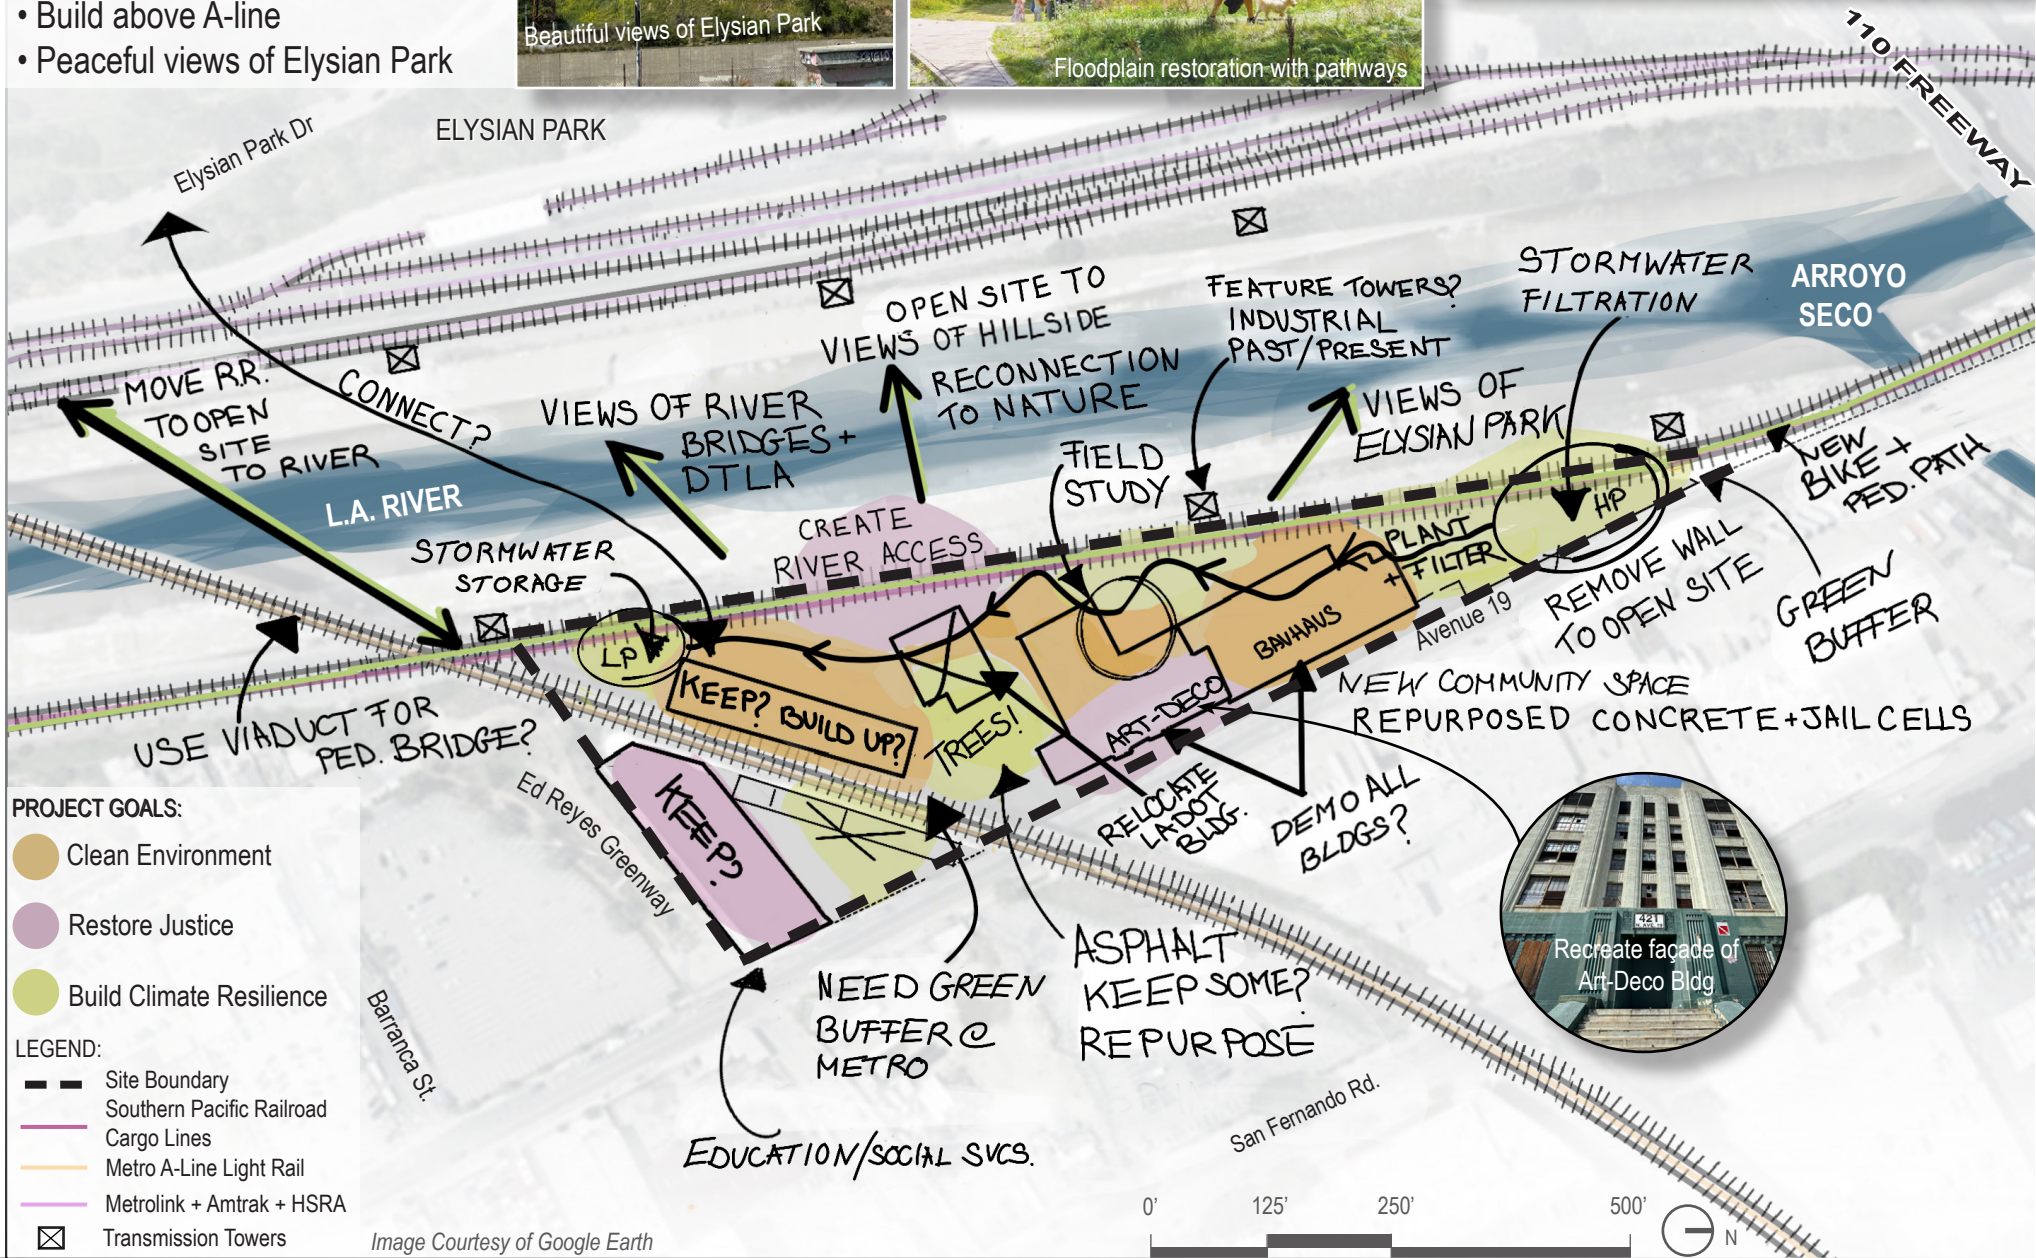 • Build above A-line
• Peaceful views of Elysian Park
Beautiful views of Elysian Park
Floodplain restoration with pathways
110 FREEWAY
Elysian Park Dr
ELYSIAN PARK
ARROYO
SECO
STORMWATER
FILTRATION
FEATURE TOWERS?
INDUSTRIAL
PAST/PRESENT
OPEN SITE TO
VIEWS OF HILLSIDE
RECONNECTION
TO NATURE
MOVE R.R.
TO OPEN
SITE
TO RIVER
CONNECT?
VIEWS OF RIVER
BRIDGES +
DTLA
VIEWS OF
ELYSIAN PARK
FIELD
STUDY
NEW
BIKE +
PED. PATH
L.A. RIVER
CREATE
RIVER ACCESS
STORMWATER
STORAGE
HP
PLANT
+ FILTER
REMOVE WALL
TO OPEN SITE
GREEN
BUFFER
LP
BAUHAUS
Avenue 19
KEEP? BUILD UP?
TREES!
ART-DECO
NEW COMMUNITY SPACE
REPURPOSED CONCRETE + JAIL CELLS
USE VIADUCT FOR
PED. BRIDGE?
Ed Reyes Greenway
KEEP?
RELOCATE
LADOT
BLDG.
DEMO ALL
BLDGS?
421
Recreate façade of
Art-Deco Bldg
NEED GREEN
BUFFER @
METRO
ASPHALT
KEEP SOME?
REPURPOSE
EDUCATION/SOCIAL SVCS.
Barranca St.
San Fernando Rd.
PROJECT GOALS:
Clean Environment
Restore Justice
Build Climate Resilience
LEGEND:
Site Boundary
Southern Pacific Railroad
Cargo Lines
Metro A-Line Light Rail
Metrolink + Amtrak + HSRA
Transmission Towers
Image Courtesy of Google Earth
0' 125' 250' 500'
N